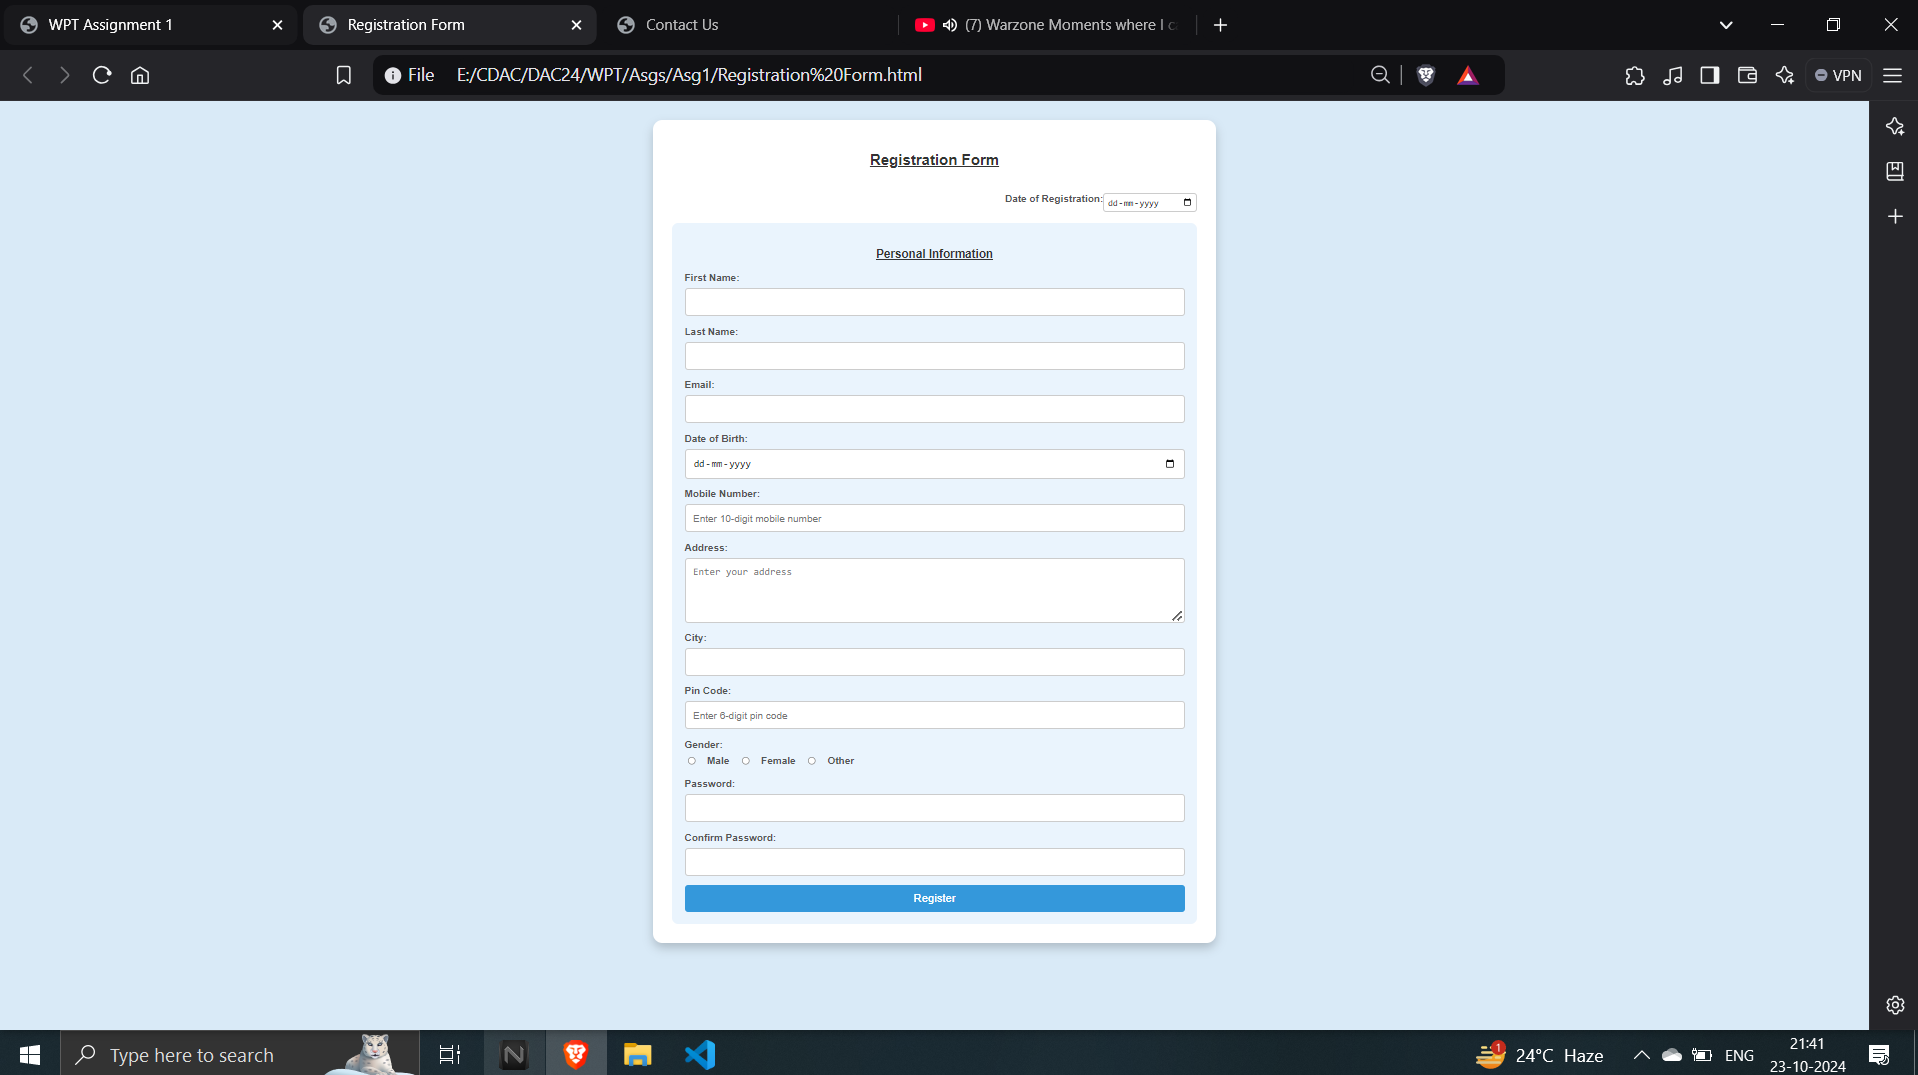 WPT Assignment 1
Registration Form
Contact Us
(7) Warzone Moments where I c
File E:/CDAC/DAC24/WPT/Asgs/Asg1/Registration%20Form.html
VPN
Registration Form
Date of Registration: dd-mm-yyyy
Personal Information
First Name:
Last Name:
Email:
Date of Birth:
dd-mm-yyyy
Mobile Number:
Enter 10-digit mobile number
Address:
Enter your address
City:
Pin Code:
Enter 6-digit pin code
Gender:
Male Female Other
Password:
Confirm Password:
Register
Type here to search
N
1
24°C Haze
ENG
21:41
23-10-2024